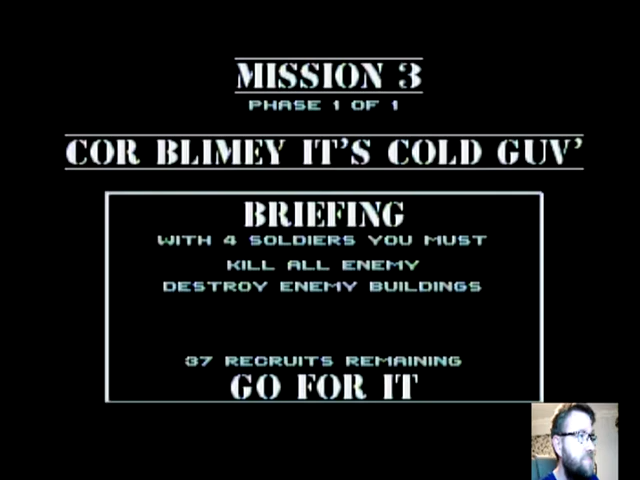 MISSION 3
PHASE 1 OF 1
COR BLIMEY IT'S COLD GUV'
BRIEFING
WITH 4 SOLDIERS YOU MUST
KILL ALL ENEMY
DESTROY ENEMY BUILDINGS
37 RECRUITS REMAINING
GO FOR IT